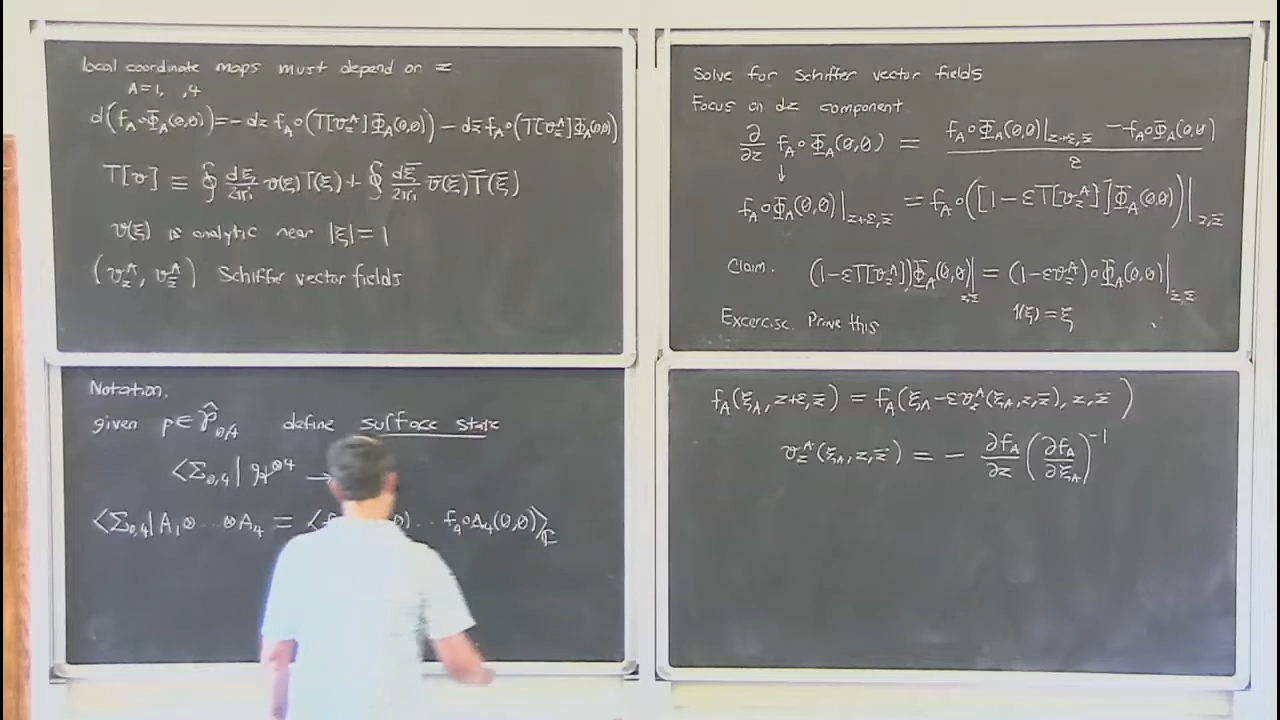 local coordinate maps must depend on z
A=1, ,4
d(f_A∘Φ_A(0,0)) = -dz f_A∘(T[v_z^A]Φ_A(0,0)) - dz̄ f_A∘(T[v_z̄^A]Φ_A(0,0))
T[v] ≡ ∮ dξ/2πi v(ξ)T(ξ) + ∮ dξ̄/2πi v̄(ξ̄)T̄(ξ̄)
v(ξ) is analytic near |ξ|=1
(v_z^A, v_z̄^A) Schiffer vector fields
Notation.
given p∈P̂_{0,4} define surface state
⟨Σ_{0,4}| H^{⊗4} →
⟨Σ_{0,4}|A_1⊗...⊗A_4 = ⟨f 0) .. f_4∘A_4(0,0)⟩_ℂ
Solve for Schiffer vector fields
Focus on dz component
∂/∂z f_A∘Φ_A(0,0) = (f_A∘Φ_A(0,0)|_{z+ε,z̄} - f_A∘Φ_A(0,0))/ε
↓
f_A∘Φ_A(0,0)|_{z+ε,z̄} = f_A∘([1-εT[v_z^A]]Φ_A(0,0))|_{z,z̄}
Claim. (1-εT[v_z^A])Φ_A(0,0)|_{z,z̄} = (1-εv_z^A)∘Φ_A(0,0)|_{z,z̄}
Excercise. Prove this 1(ξ)=ξ
f_A(ξ_A, z+ε, z̄) = f_A(ξ_A-εv_z^A(ξ_A,z,z̄), z, z̄)
v_z^A(ξ_A,z,z̄) = - ∂f_A/∂z (∂f_A/∂ξ_A)^{-1}